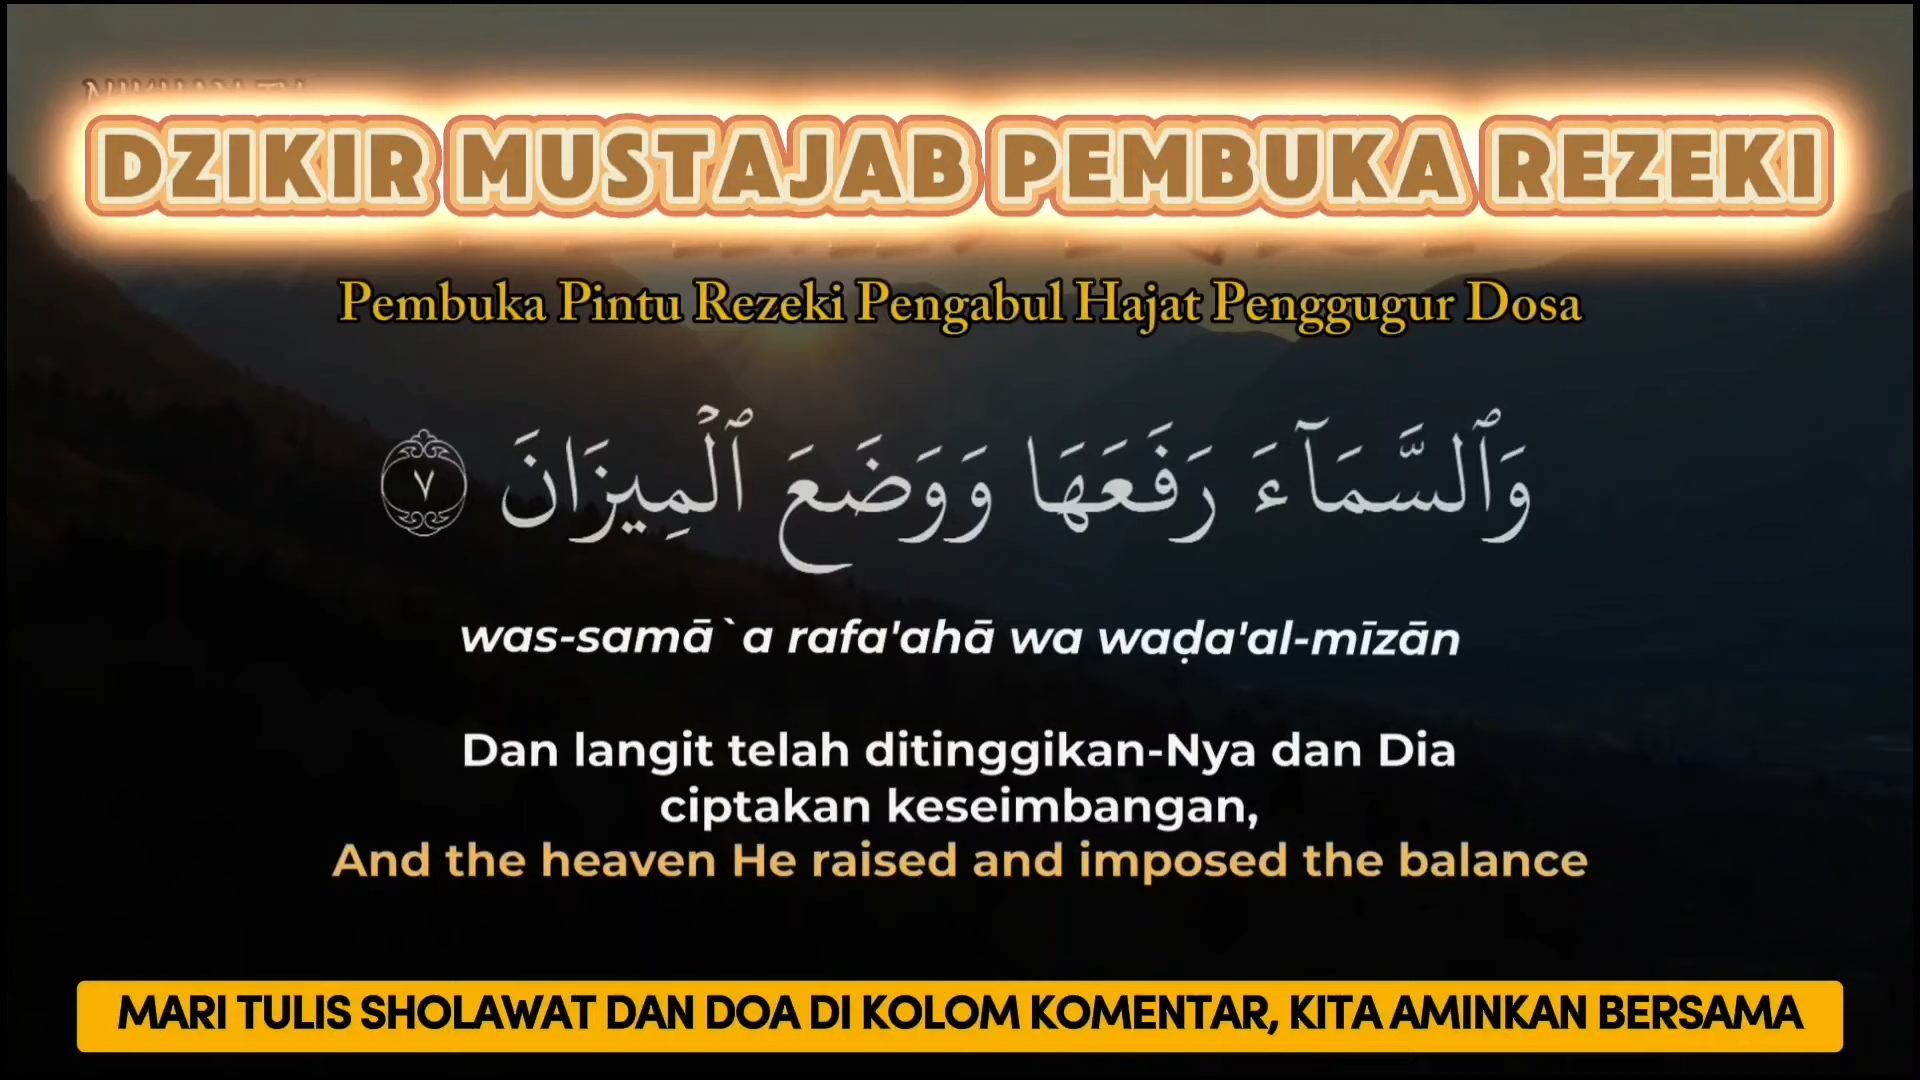 DZIKIR MUSTAJAB PEMBUKA REZEKI
Pembuka Pintu Rezeki Pengabul Hajat Penggugur Dosa
وَٱلسَّمَآءَ رَفَعَهَا وَوَضَعَ ٱلْمِيزَانَ ٧
was-samā`a rafa'ahā wa waḍa'al-mīzān
Dan langit telah ditinggikan-Nya dan Dia
ciptakan keseimbangan,
And the heaven He raised and imposed the balance
MARI TULIS SHOLAWAT DAN DOA DI KOLOM KOMENTAR, KITA AMINKAN BERSAMA